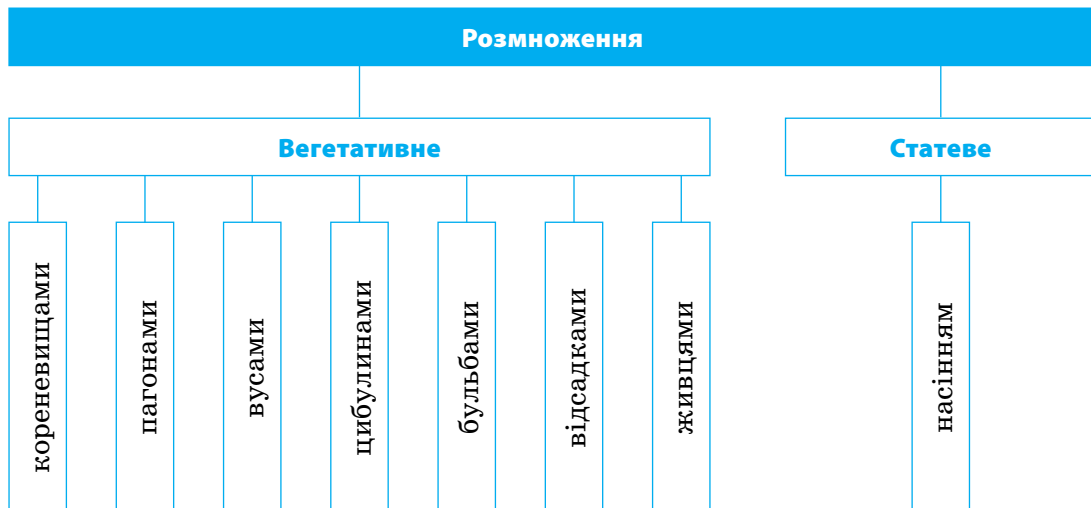 Розмноження
Вегетативне
Статеве
кореневищами
пагонами
вусами
цибулинами
бульбами
відсадками
живцями
насінням